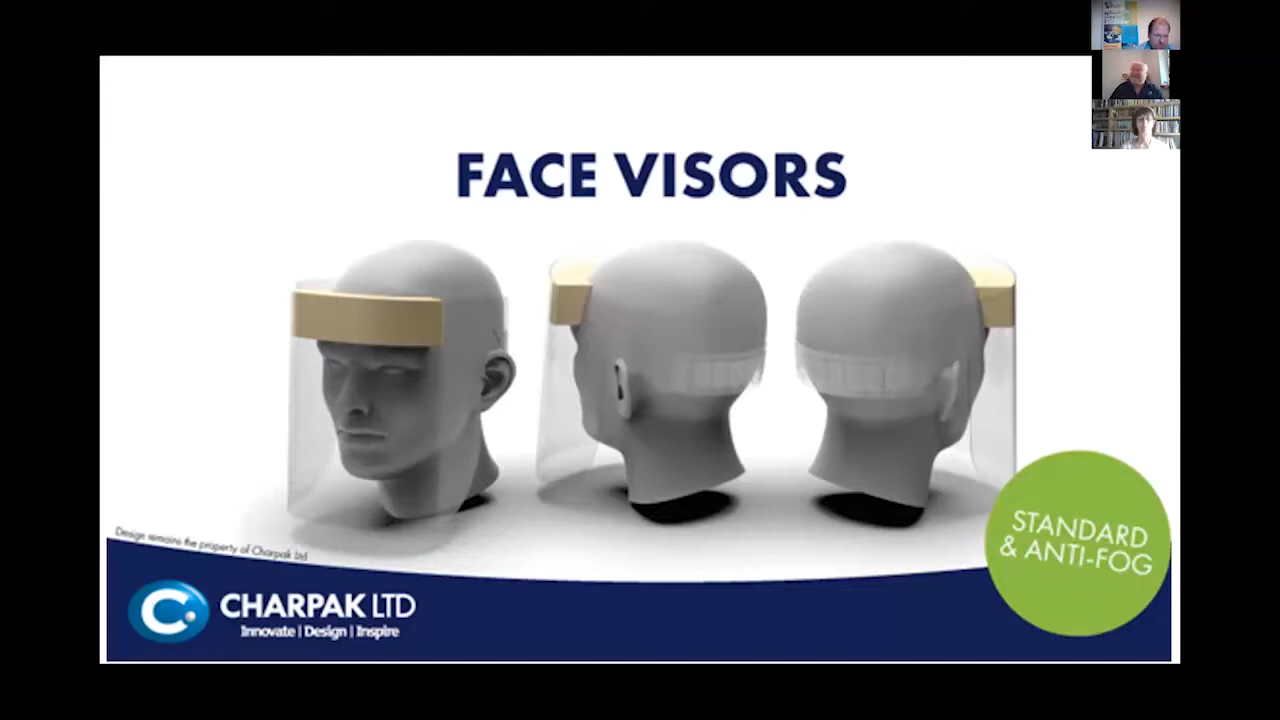 FACE VISORS
STANDARD
& ANTI-FOG
Design remains the property of Charpak Ltd
CHARPAK LTD
Innovate | Design | Inspire